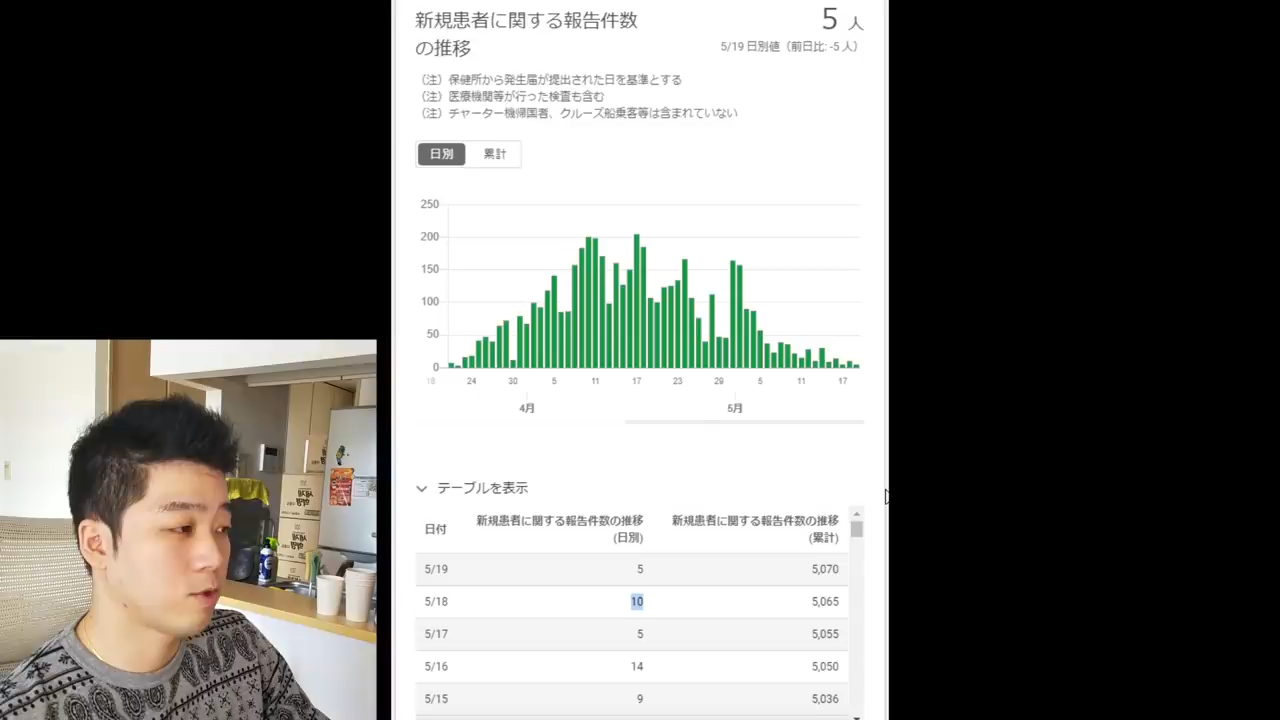 新規患者に関する報告件数
の推移
5 人
5/19 日別値（前日比: -5 人）
（注）保健所から発生届が提出された日を基準とする
（注）医療機関等が行った検査も含む
（注）チャーター機帰国者、クルーズ船乗客等は含まれていない
日別 累計
250
200
150
100
50
0
18 24 30 5 11 17 23 29 5 11 17
4月 5月
テーブルを表示
日付 新規患者に関する報告件数の推移 (日別) 新規患者に関する報告件数の推移 (累計)
5/19 5 5,070
5/18 10 5,065
5/17 5 5,055
5/16 14 5,050
5/15 9 5,036